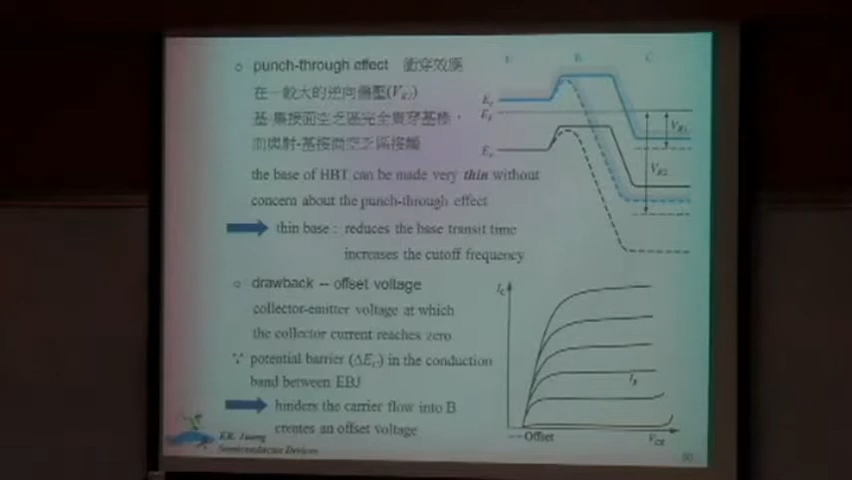 punch-through effect 衝穿效應
在一較大的逆向偏壓(V_R2)
基-集接面空乏區完全貫穿基極，
而與射-基接面空乏區接觸
the base of HBT can be made very thin without
concern about the punch-through effect
thin base : reduces the base transit time
increases the cutoff frequency
drawback -- offset voltage
collector-emitter voltage at which
the collector current reaches zero
∵ potential barrier (ΔE_C) in the conduction
band between EBJ
hinders the carrier flow into B
creates an offset voltage
Semiconductor Devices
E B C
V_R1
V_R2
I_C
I_B
Offset
V_CE